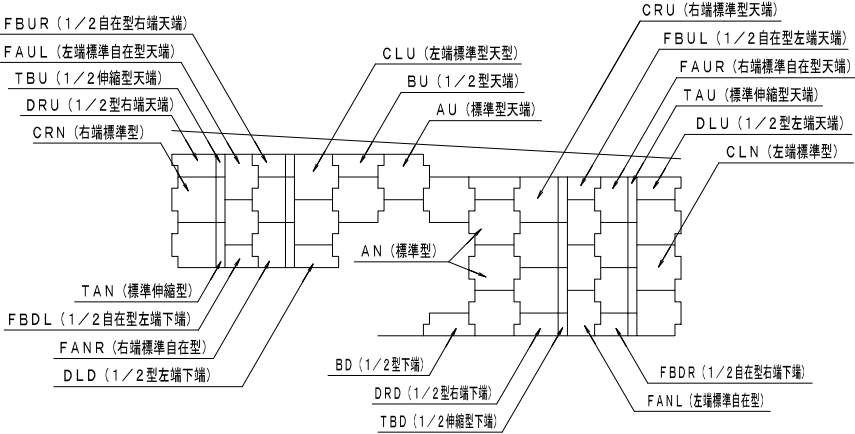 FBUR（1／2自在型右端天端）
FAUL（左端標準自在型天端）
TBU（1／2伸縮型天端）
DRU（1／2型右端天端）
CRN（右端標準型）
CLU（左端標準型天型）
BU（1／2型天端）
AU（標準型天端）
CRU（右端標準型天端）
FBUL（1／2自在型左端天端）
FAUR（右端標準自在型天端）
TAU（標準伸縮型天端）
DLU（1／2型左端天端）
CLN（左端標準型）
AN（標準型）
TAN（標準伸縮型）
FBDL（1／2自在型左端下端）
FANR（右端標準自在型）
DLD（1／2型左端下端）
BD（1／2型下端）
DRD（1／2型右端下端）
TBD（1／2伸縮型下端）
FBDR（1／2自在型右端下端）
FANL（左端標準自在型）